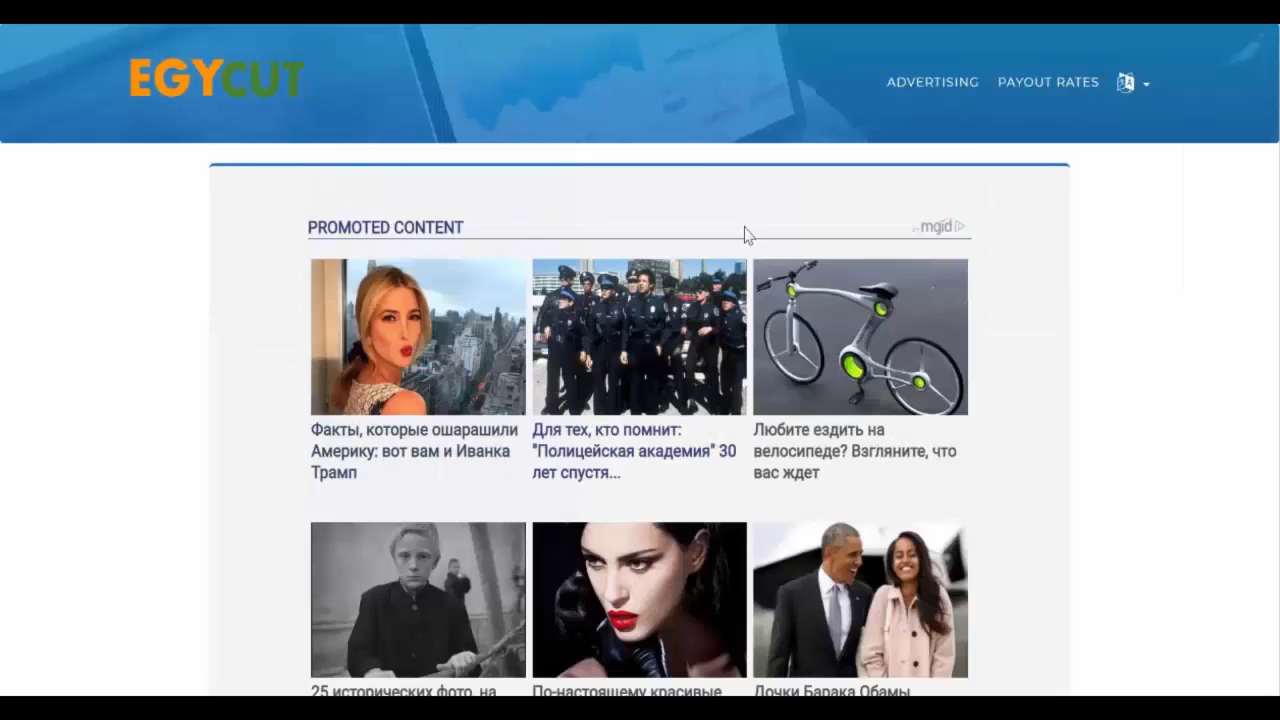 EGYCUT
ADVERTISING PAYOUT RATES
PROMOTED CONTENT
mgid
Факты, которые ошарашили
Америку: вот вам и Иванка
Трамп
Для тех, кто помнит:
"Полицейская академия" 30
лет спустя...
Любите ездить на
велосипеде? Взгляните, что
вас ждет
25 исторических фото, на
По-настоящему красивые
Дочки Барака Обамы